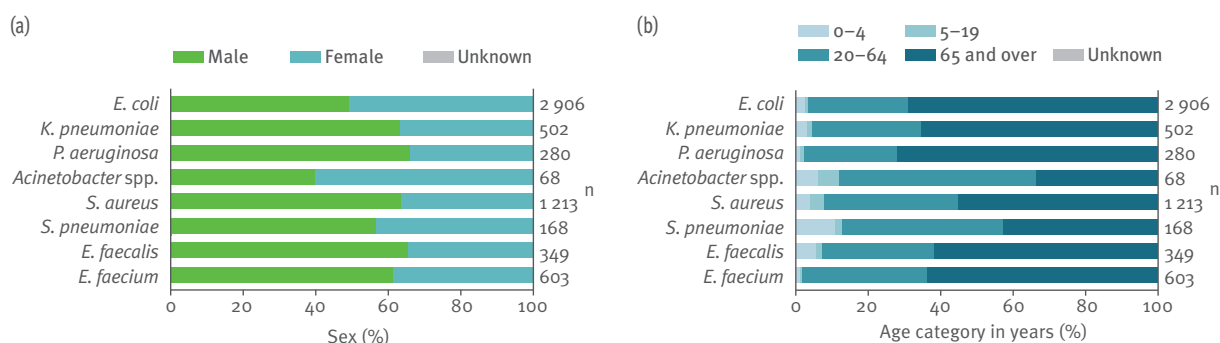 (a)
Male Female Unknown
E. coli 2 906
K. pneumoniae 502
P. aeruginosa 280
Acinetobacter spp. 68
n
S. aureus 1 213
S. pneumoniae 168
E. faecalis 349
E. faecium 603
0 20 40 60 80 100
Sex (%)
(b)
0–4 5–19
20–64 65 and over Unknown
E. coli 2 906
K. pneumoniae 502
P. aeruginosa 280
Acinetobacter spp. 68
n
S. aureus 1 213
S. pneumoniae 168
E. faecalis 349
E. faecium 603
0 20 40 60 80 100
Age category in years (%)